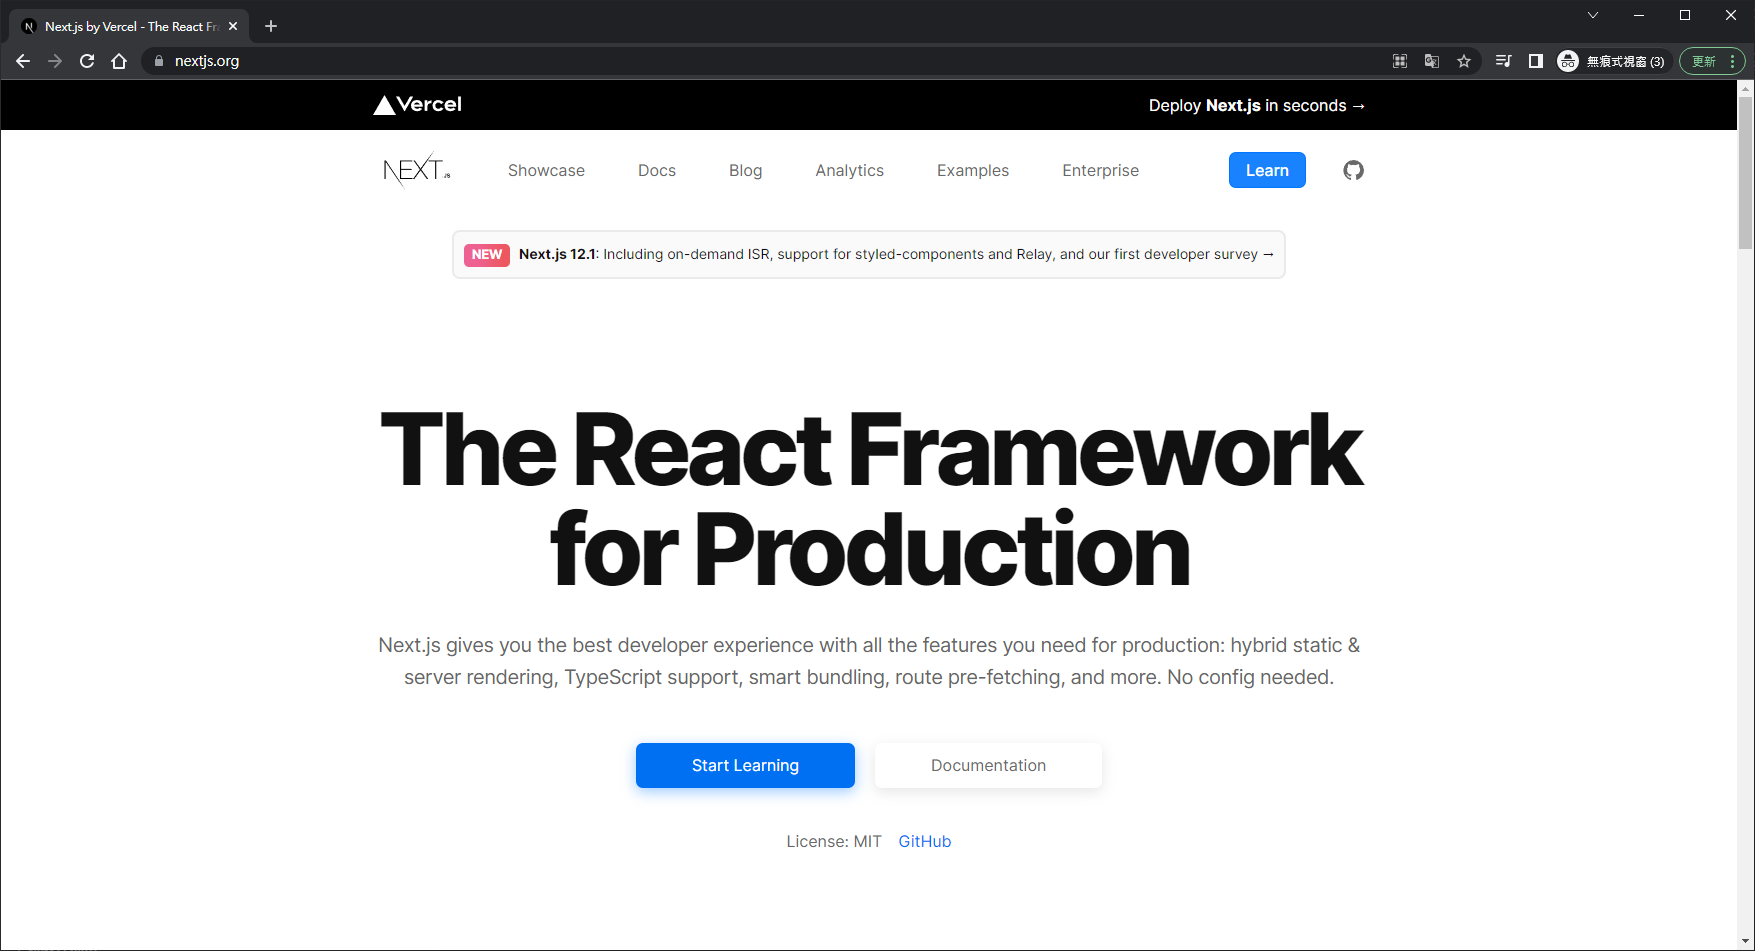 Next.js by Vercel - The React Fr
nextjs.org
無痕式視窗 (3)
更新
Vercel
Deploy Next.js in seconds →
NEXT.JS
Showcase
Docs
Blog
Analytics
Examples
Enterprise
Learn
NEW Next.js 12.1: Including on-demand ISR, support for styled-components and Relay, and our first developer survey →
The React Framework
for Production
Next.js gives you the best developer experience with all the features you need for production: hybrid static &
server rendering, TypeScript support, smart bundling, route pre-fetching, and more. No config needed.
Start Learning
Documentation
License: MIT GitHub